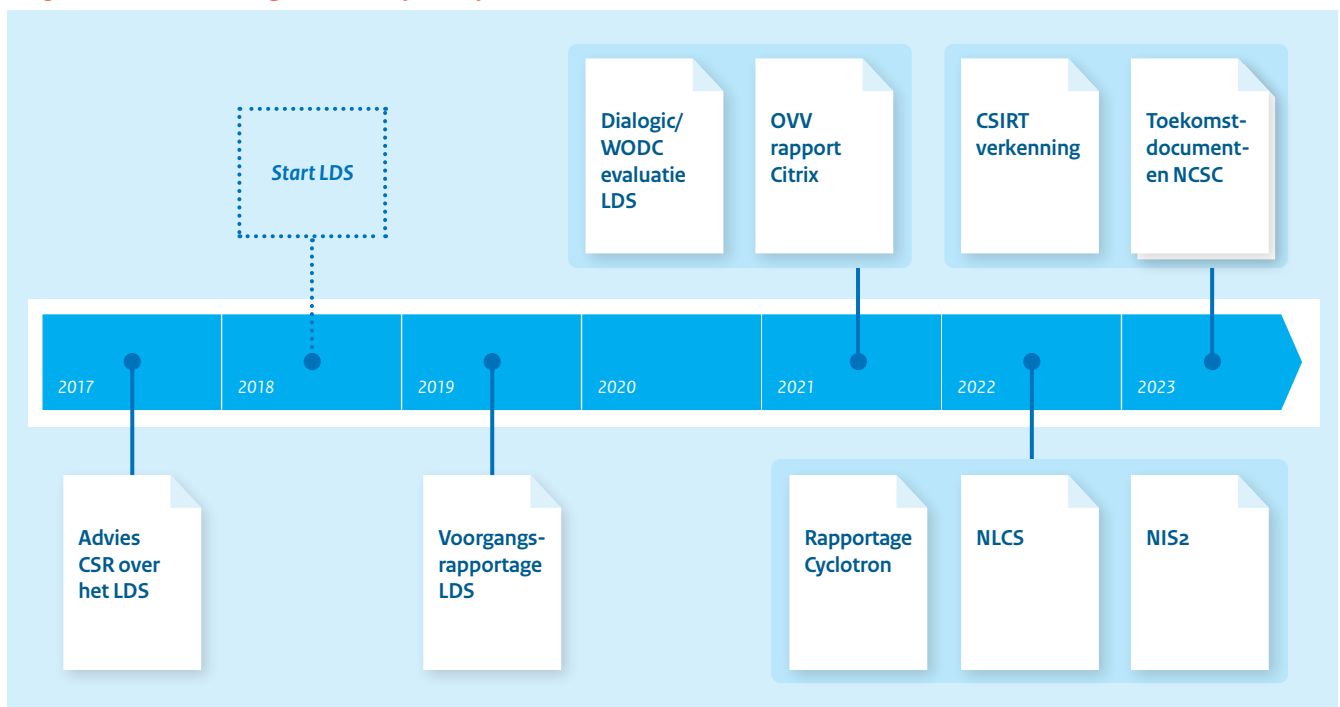 Start LDS
Dialogic/
WODC
evaluatie
LDS
OVV
rapport
Citrix
CSIRT
verkenning
Toekomst-
document-
en NCSC
2017
2018
2019
2020
2021
2022
2023
Advies
CSR over
het LDS
Voorgangs-
rapportage
LDS
Rapportage
Cyclotron
NLCS
NIS2